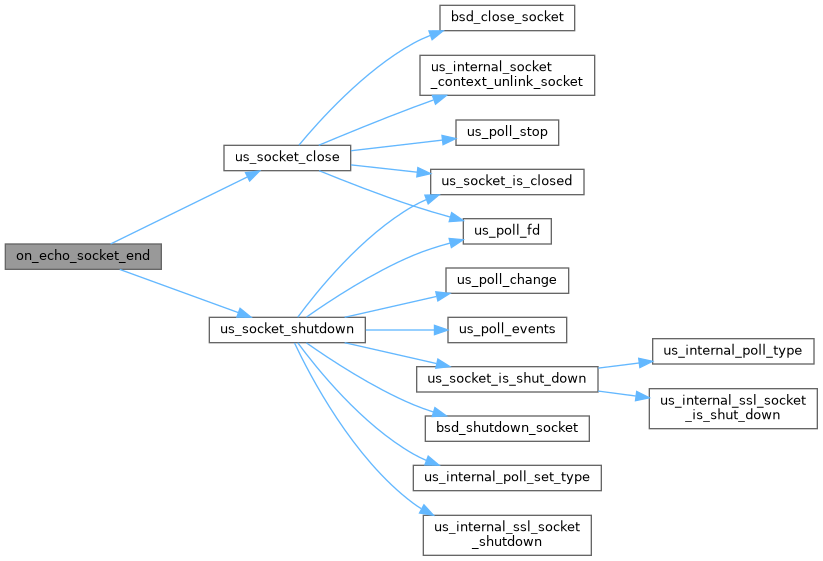 bsd_close_socket
us_internal_socket
_context_unlink_socket
us_poll_stop
us_socket_close
us_socket_is_closed
us_poll_fd
on_echo_socket_end
us_poll_change
us_socket_shutdown
us_poll_events
us_internal_poll_type
us_socket_is_shut_down
us_internal_ssl_socket
_is_shut_down
bsd_shutdown_socket
us_internal_poll_set_type
us_internal_ssl_socket
_shutdown